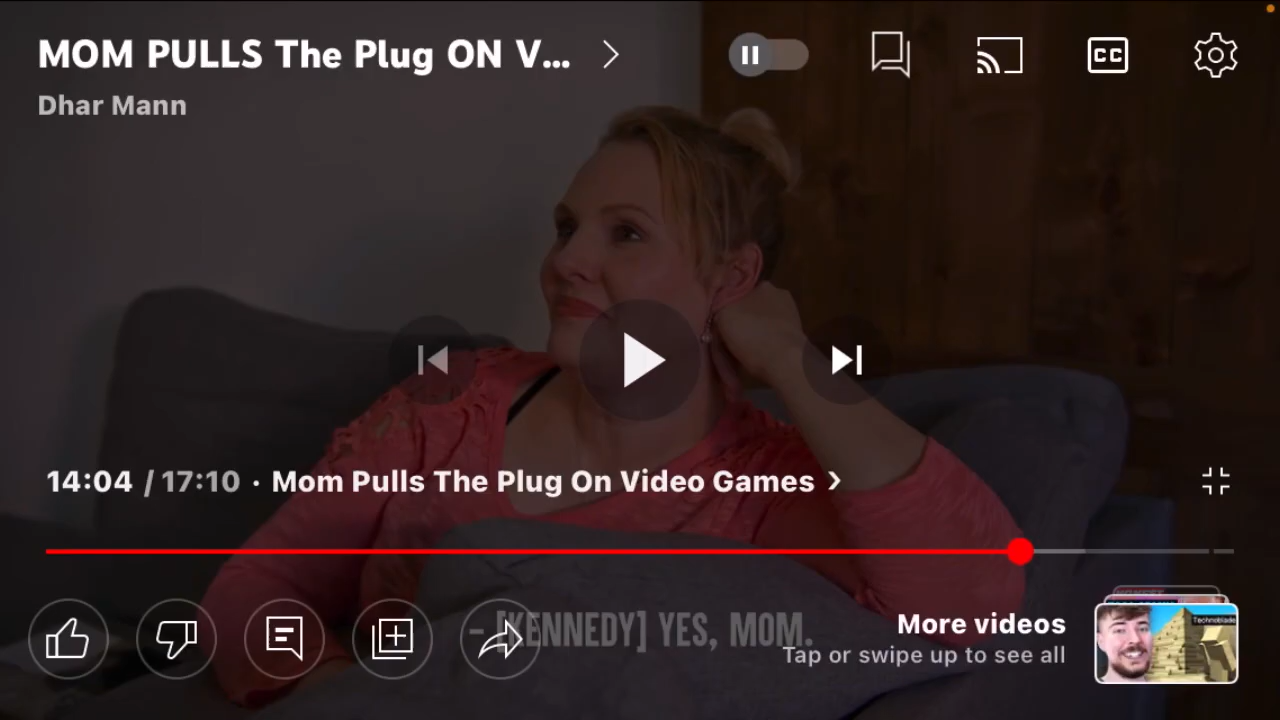 MOM PULLS The Plug ON V...
CC
Dhar Mann
14:04 / 17:10 · Mom Pulls The Plug On Video Games
– [KENNEDY] YES, MOM.
More videos
Tap or swipe up to see all
Technoblade